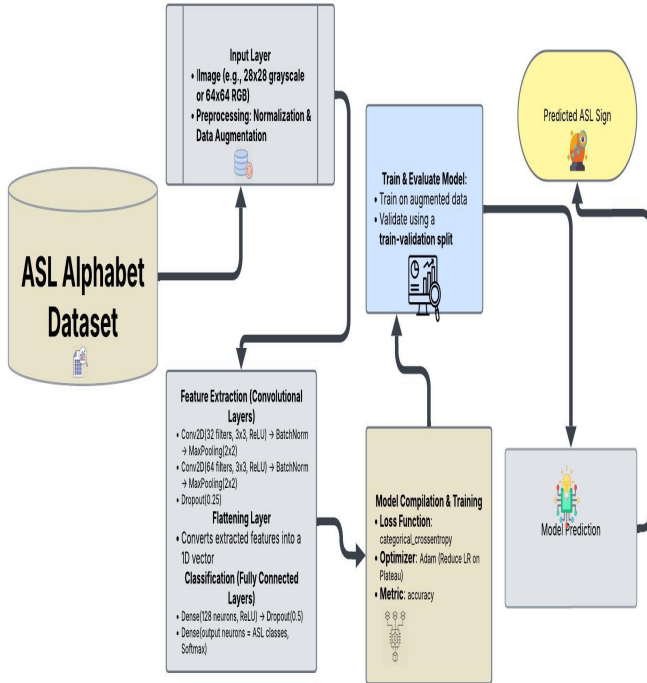 ASL Alphabet
Dataset
Input Layer
• IImage (e.g., 28x28 grayscale
or 64x64 RGB)
• Preprocessing: Normalization &
Data Augmentation
Feature Extraction (Convolutional
Layers)
• Conv2D(32 filters, 3x3, ReLU) → BatchNorm
→ MaxPooling(2x2)
• Conv2D(64 filters, 3x3, ReLU) → BatchNorm
→ MaxPooling(2x2)
• Dropout(0.25)
Flattening Layer
• Converts extracted features into a
1D vector
Classification (Fully Connected
Layers)
• Dense(128 neurons, ReLU) → Dropout(0.5)
• Dense(output neurons = ASL classes,
Softmax)
Model Compilation & Training
• Loss Function:
categorical_crossentropy
• Optimizer: Adam (Reduce LR on
Plateau)
• Metric: accuracy
Train & Evaluate Model:
• Train on augmented data
• Validate using a
train-validation split
Model Prediction
Predicted ASL Sign